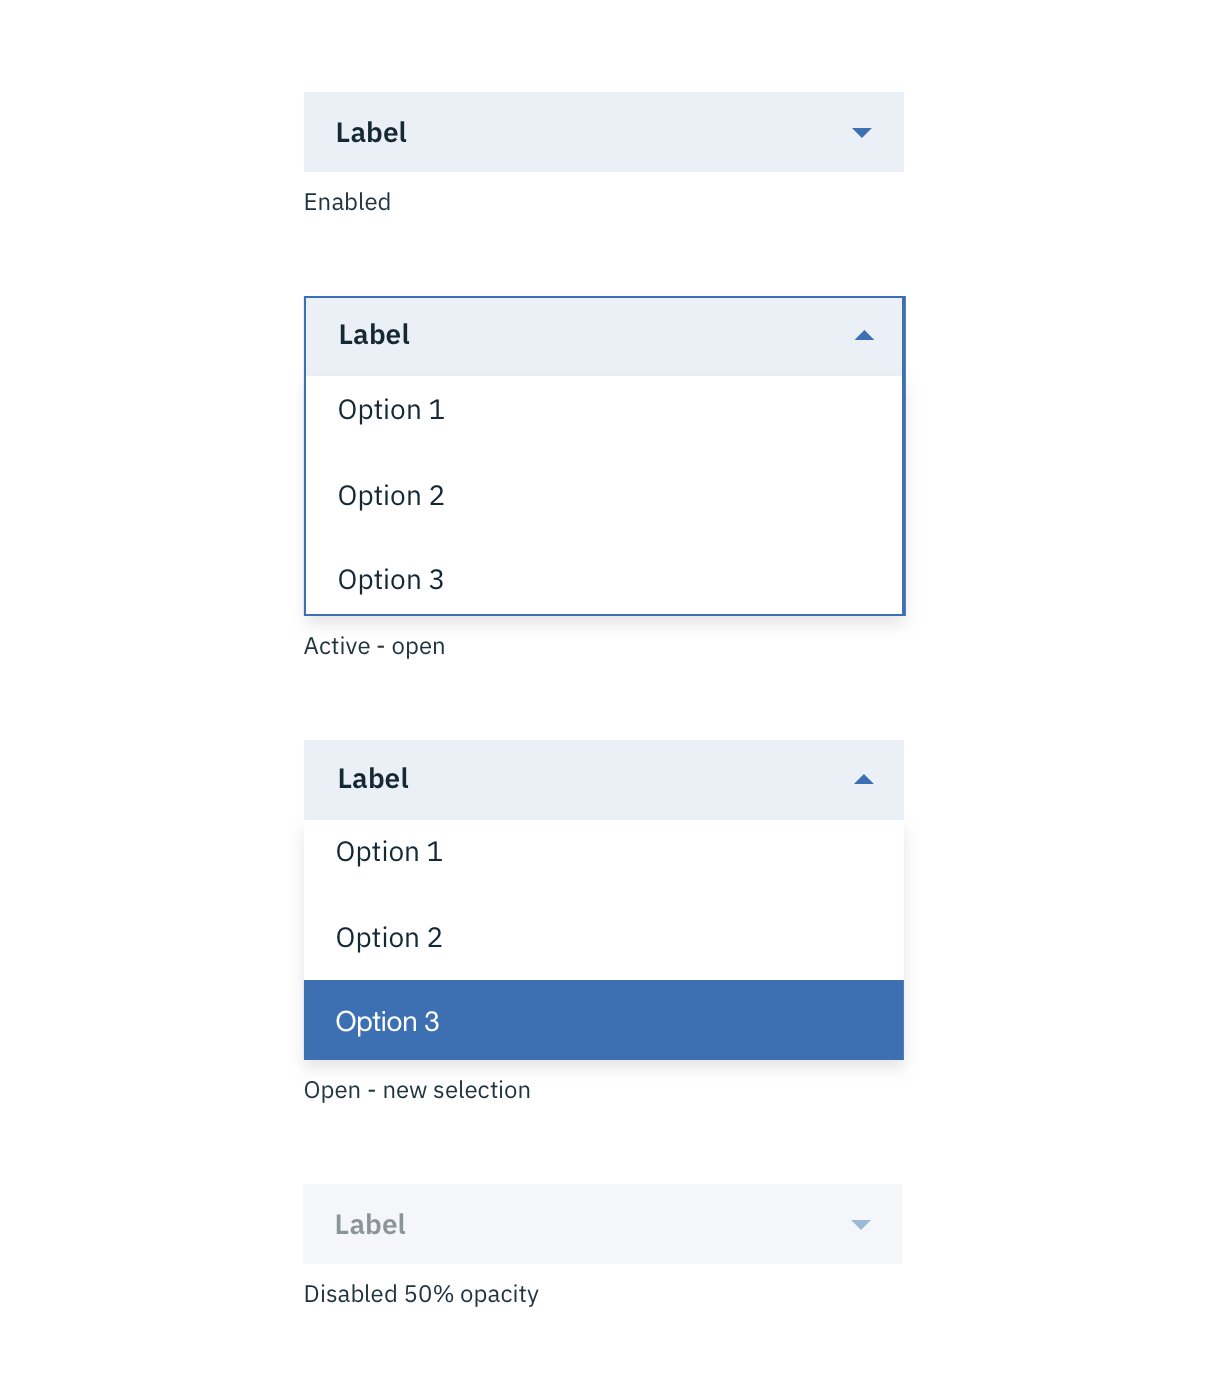 Label
Enabled
Label
Option 1
Option 2
Option 3
Active - open
Label
Option 1
Option 2
Option 3
Open - new selection
Label
Disabled 50% opacity